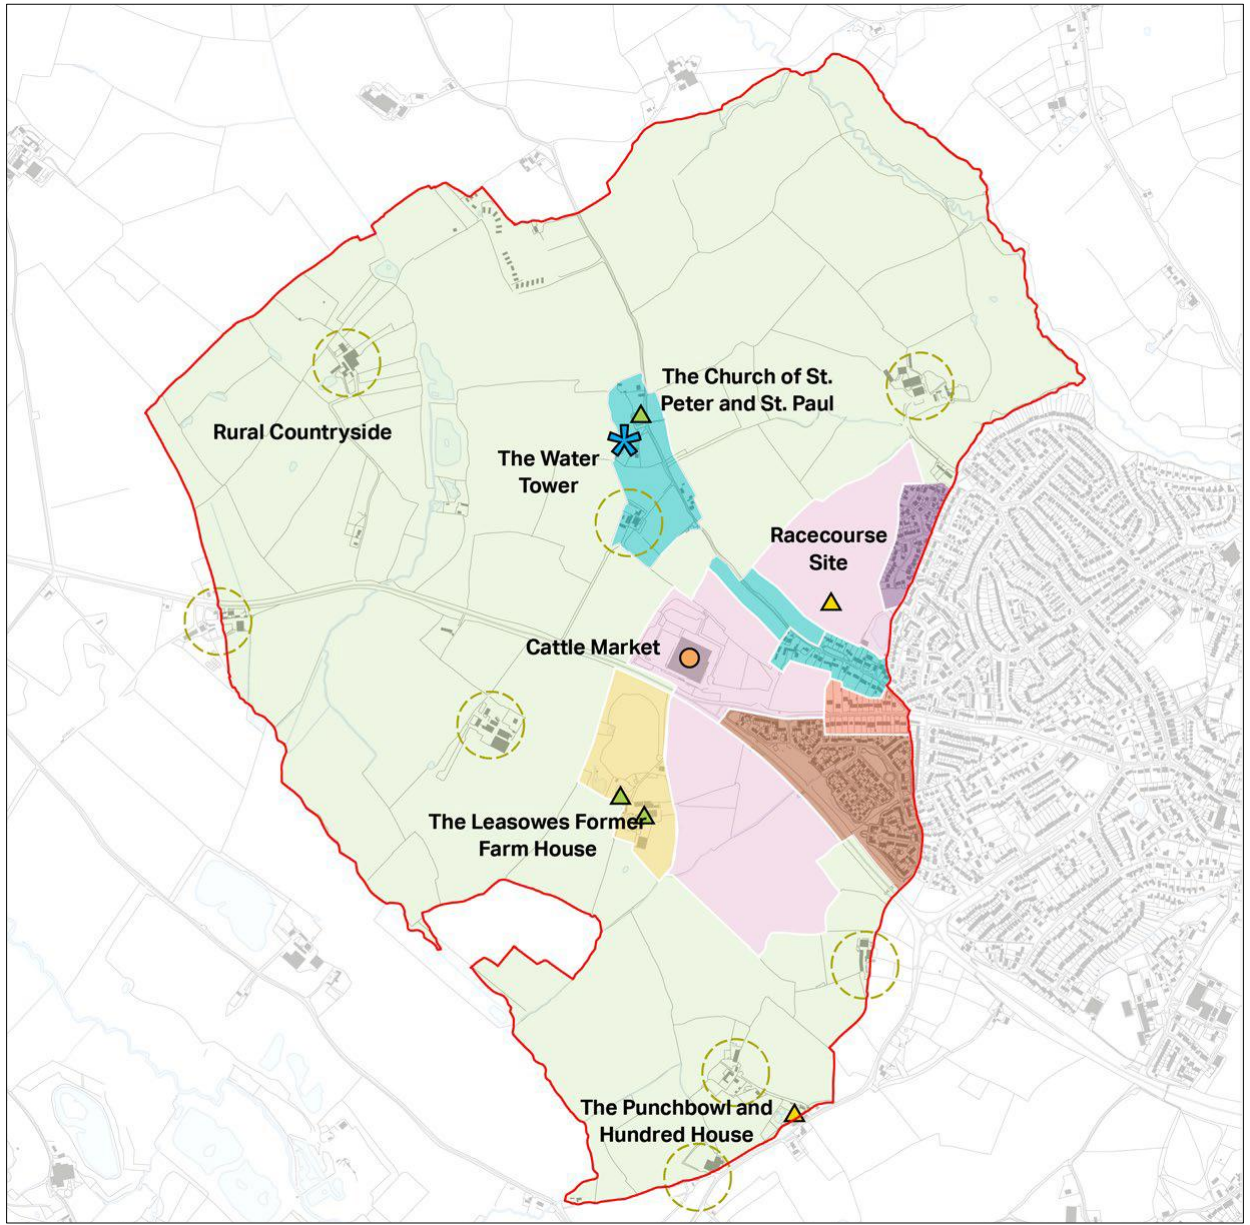 The Church of St.
Peter and St. Paul
Rural Countryside
The Water
Tower
Racecourse
Site
Cattle Market
The Leasowes Former
Farm House
The Punchbowl and
Hundred House